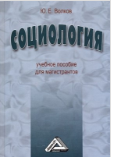 Ю.Е. Волков
СОЦИОЛОГИЯ
учебное пособие
для магистрантов